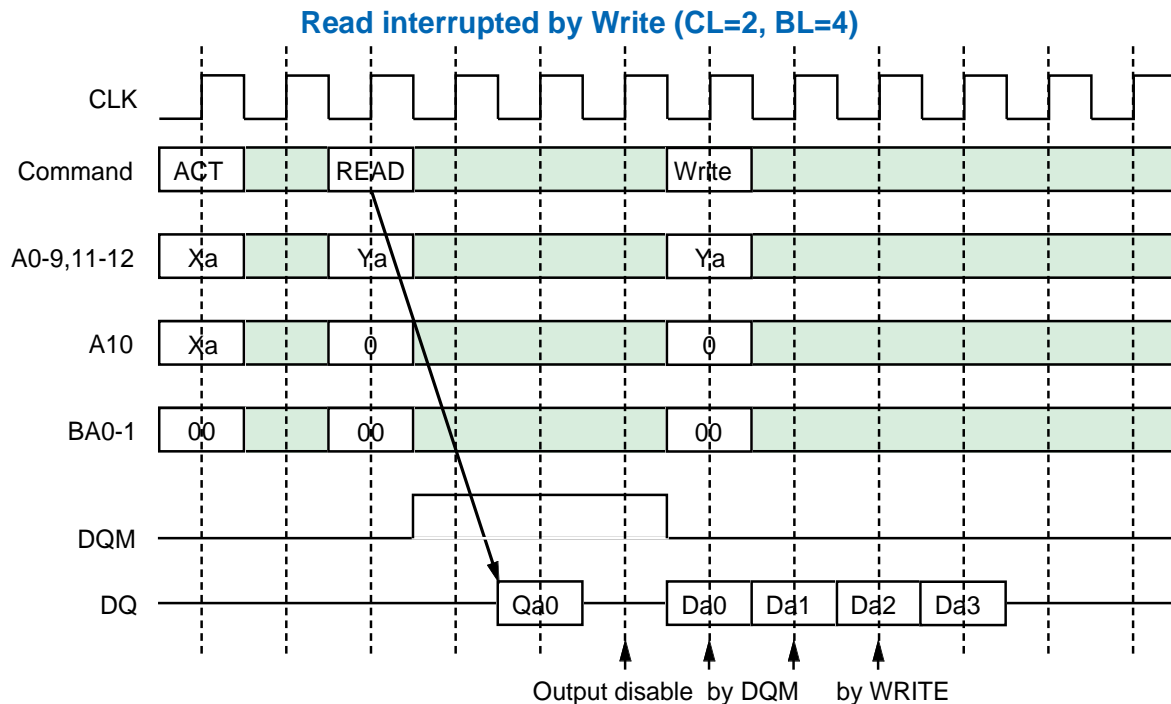 Read interrupted by Write (CL=2, BL=4)
CLK
Command ACT READ Write
A0-9,11-12 Xa Ya Ya
A10 Xa 0 0
BA0-1 00 00 00
DQM
DQ Qa0 Da0 Da1 Da2 Da3
Output disable by DQM by WRITE